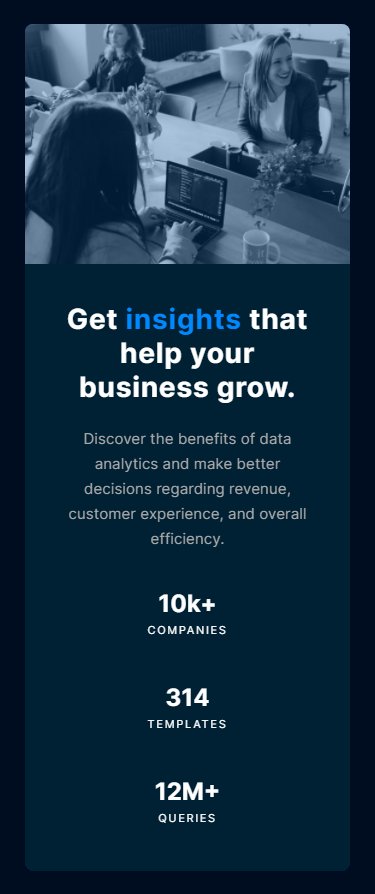 Get insights that
help your
business grow.
Discover the benefits of data
analytics and make better
decisions regarding revenue,
customer experience, and overall
efficiency.
10k+
COMPANIES
314
TEMPLATES
12M+
QUERIES